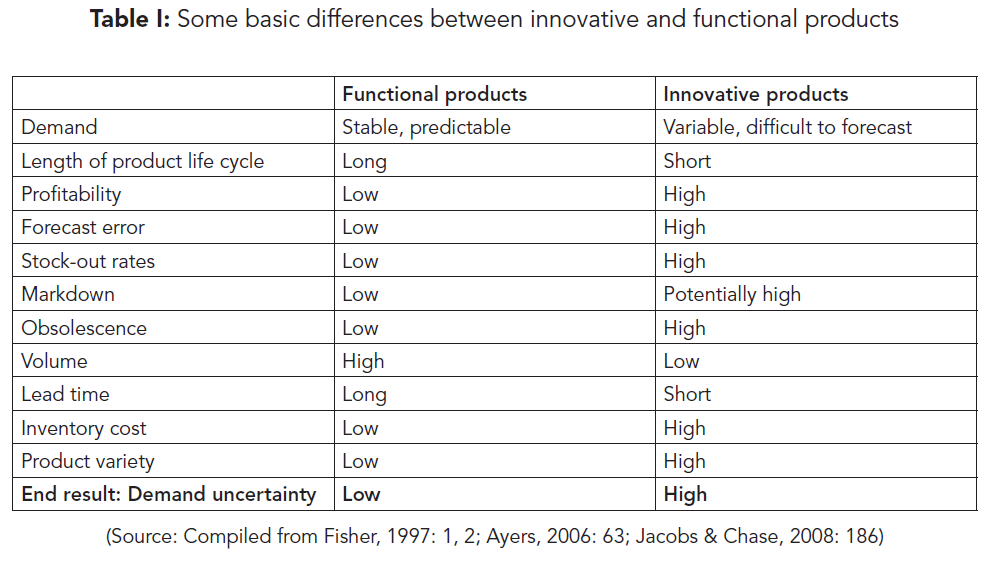 Table I: Some basic differences between innovative and functional products
Functional products Innovative products
Demand Stable, predictable Variable, difficult to forecast
Length of product life cycle Long Short
Profitability Low High
Forecast error Low High
Stock-out rates Low High
Markdown Low Potentially high
Obsolescence Low High
Volume High Low
Lead time Long Short
Inventory cost Low High
Product variety Low High
End result: Demand uncertainty Low High
(Source: Compiled from Fisher, 1997: 1, 2; Ayers, 2006: 63; Jacobs & Chase, 2008: 186)